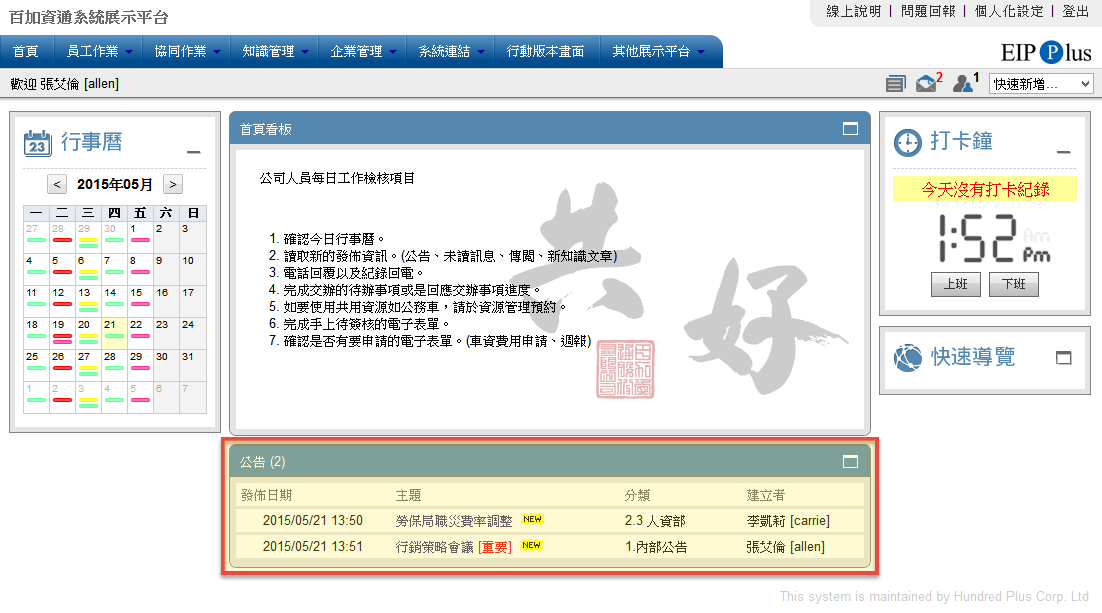 百加資通系統展示平台
線上說明 | 問題回報 | 個人化設定 | 登出
首頁 員工作業 協同作業 知識管理 企業管理 系統連結 行動版本畫面 其他展示平台
EIP Plus
歡迎 張艾倫 [allen]
2 1 快速新增...
23 行事曆
< 2015年05月 >
一 二 三 四 五 六 日
27 28 29 30 1 2 3
4 5 6 7 8 9 10
11 12 13 14 15 16 17
18 19 20 21 22 23 24
25 26 27 28 29 30 31
1 2 3 4 5 6 7
首頁看板
公司人員每日工作檢核項目
共好
1. 確認今日行事曆。
2. 讀取新的發佈資訊。(公告、未讀訊息、傳閱、新知識文章)
3. 電話回覆以及紀錄回電。
4. 完成交辦的待辦事項或是回應交辦事項進度。
5. 如要使用共用資源如公務車，請於資源管理預約。
6. 完成手上待簽核的電子表單。
7. 確認是否有要申請的電子表單。(車資費用申請、週報)
公告 (2)
發佈日期 主題 分類 建立者
2015/05/21 13:50 勞保局職災費率調整 NEW 2.3 人資部 李凱莉 [carrie]
2015/05/21 13:51 行銷策略會議 [重要] NEW 1.內部公告 張艾倫 [allen]
打卡鐘
今天沒有打卡紀錄
1:52 AM PM
上班 下班
快速導覽
This system is maintained by Hundred Plus Corp. Ltd